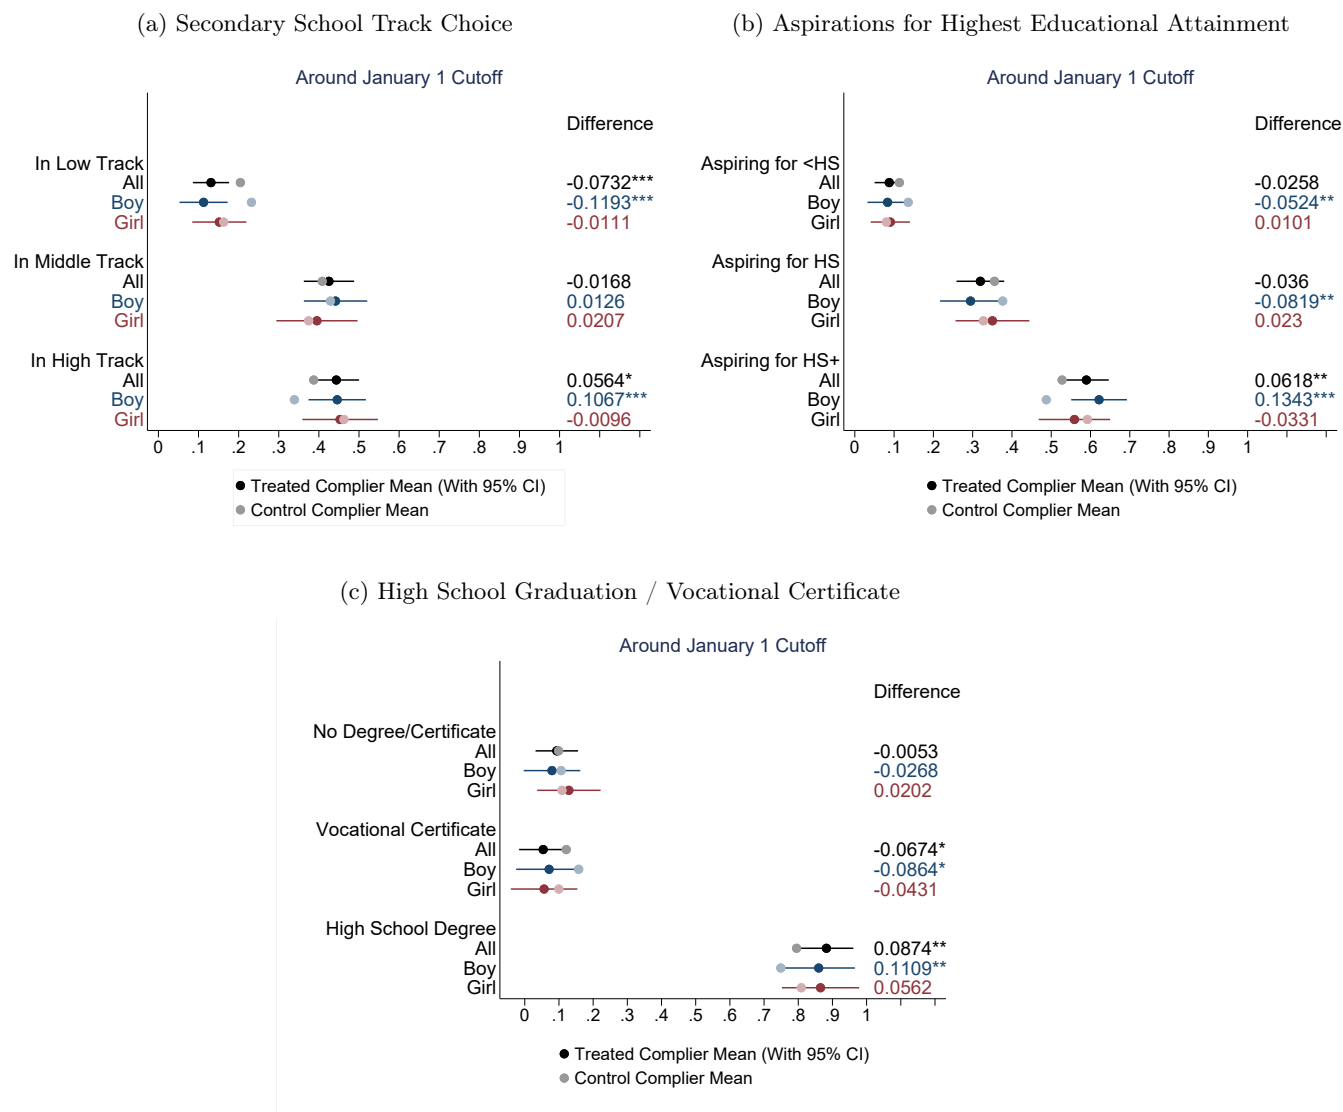 (a) Secondary School Track Choice
Around January 1 Cutoff
Difference
In Low Track
All -0.0732***
Boy -0.1193***
Girl -0.0111
In Middle Track
All -0.0168
Boy 0.0126
Girl 0.0207
In High Track
All 0.0564*
Boy 0.1067***
Girl -0.0096
0 .1 .2 .3 .4 .5 .6 .7 .8 .9 1
Treated Complier Mean (With 95% CI)
Control Complier Mean
(b) Aspirations for Highest Educational Attainment
Around January 1 Cutoff
Difference
Aspiring for <HS
All -0.0258
Boy -0.0524**
Girl 0.0101
Aspiring for HS
All -0.036
Boy -0.0819**
Girl 0.023
Aspiring for HS+
All 0.0618**
Boy 0.1343***
Girl -0.0331
0 .1 .2 .3 .4 .5 .6 .7 .8 .9 1
Treated Complier Mean (With 95% CI)
Control Complier Mean
(c) High School Graduation / Vocational Certificate
Around January 1 Cutoff
Difference
No Degree/Certificate
All -0.0053
Boy -0.0268
Girl 0.0202
Vocational Certificate
All -0.0674*
Boy -0.0864*
Girl -0.0431
High School Degree
All 0.0874**
Boy 0.1109**
Girl 0.0562
0 .1 .2 .3 .4 .5 .6 .7 .8 .9 1
Treated Complier Mean (With 95% CI)
Control Complier Mean